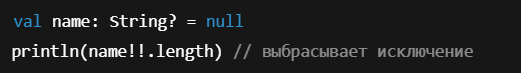 val name: String? = null
println(name!!.length) // выбрасывает исключение